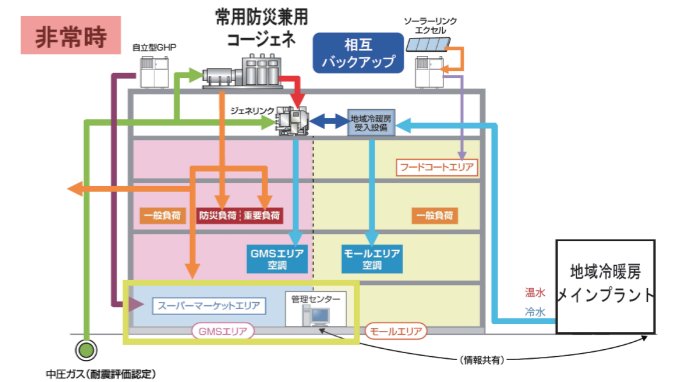 非常時
常用防災兼用
コージェネ
相互
バックアップ
ソーラーリンク
エクセル
自立型GHP
ジェネリンク
地域冷暖房
受入設備
フードコートエリア
一般負荷
防災負荷
重要負荷
一般負荷
GMSエリア
空調
モールエリア
空調
地域冷暖房
メインプラント
温水
冷水
スーパーマーケットエリア
管理センター
GMSエリア
モールエリア
(情報共有)
中圧ガス(耐震評価認定)